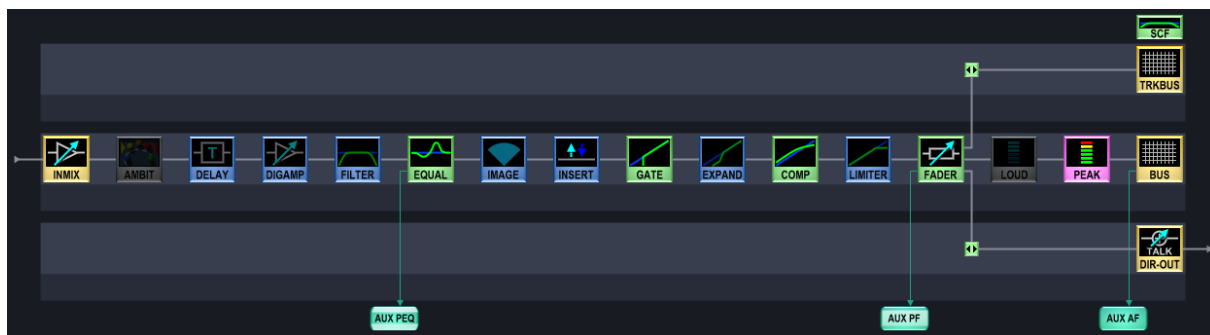 SCF
TRKBUS
INMIX
AMBIT
T
DELAY
DIGAMP
FILTER
EQUAL
IMAGE
INSERT
GATE
EXPAND
COMP
LIMITER
FADER
LOUD
PEAK
BUS
TALK
DIR-OUT
AUX PEQ
AUX PF
AUX AF